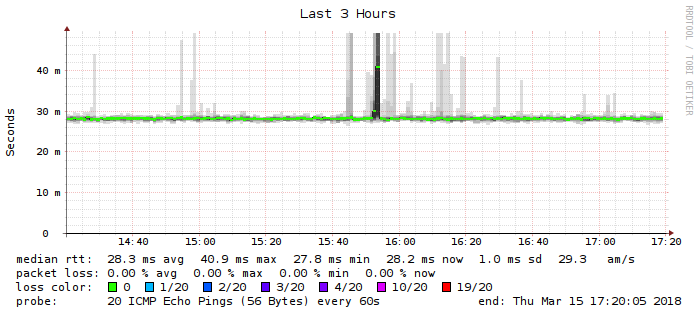 Last 3 Hours
RRDTOOL / TOBI OETIKER
Seconds
40 m
30 m
20 m
10 m
0
14:40 15:00 15:20 15:40 16:00 16:20 16:40 17:00 17:20
median rtt: 28.3 ms avg 40.9 ms max 27.8 ms min 28.2 ms now 1.0 ms sd 29.3 am/s
packet loss: 0.00 % avg 0.00 % max 0.00 % min 0.00 % now
loss color: 0 1/20 2/20 3/20 4/20 10/20 19/20
probe: 20 ICMP Echo Pings (56 Bytes) every 60s end: Thu Mar 15 17:20:05 2018